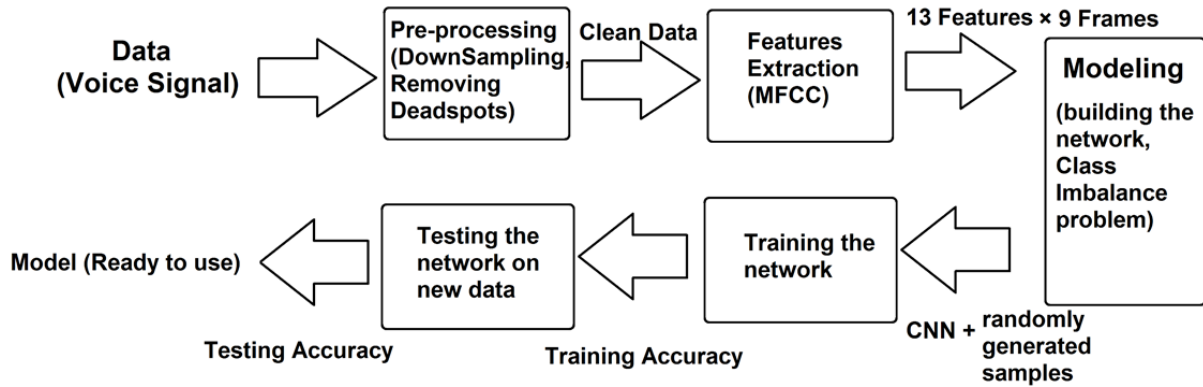 Data
(Voice Signal)
Pre-processing
(DownSampling,
Removing
Deadspots)
Clean Data
Features
Extraction
(MFCC)
13 Features × 9 Frames
Modeling
(building the
network,
Class
Imbalance
problem)
CNN + randomly
generated
samples
Training the
network
Training Accuracy
Testing the
network on
new data
Testing Accuracy
Model (Ready to use)